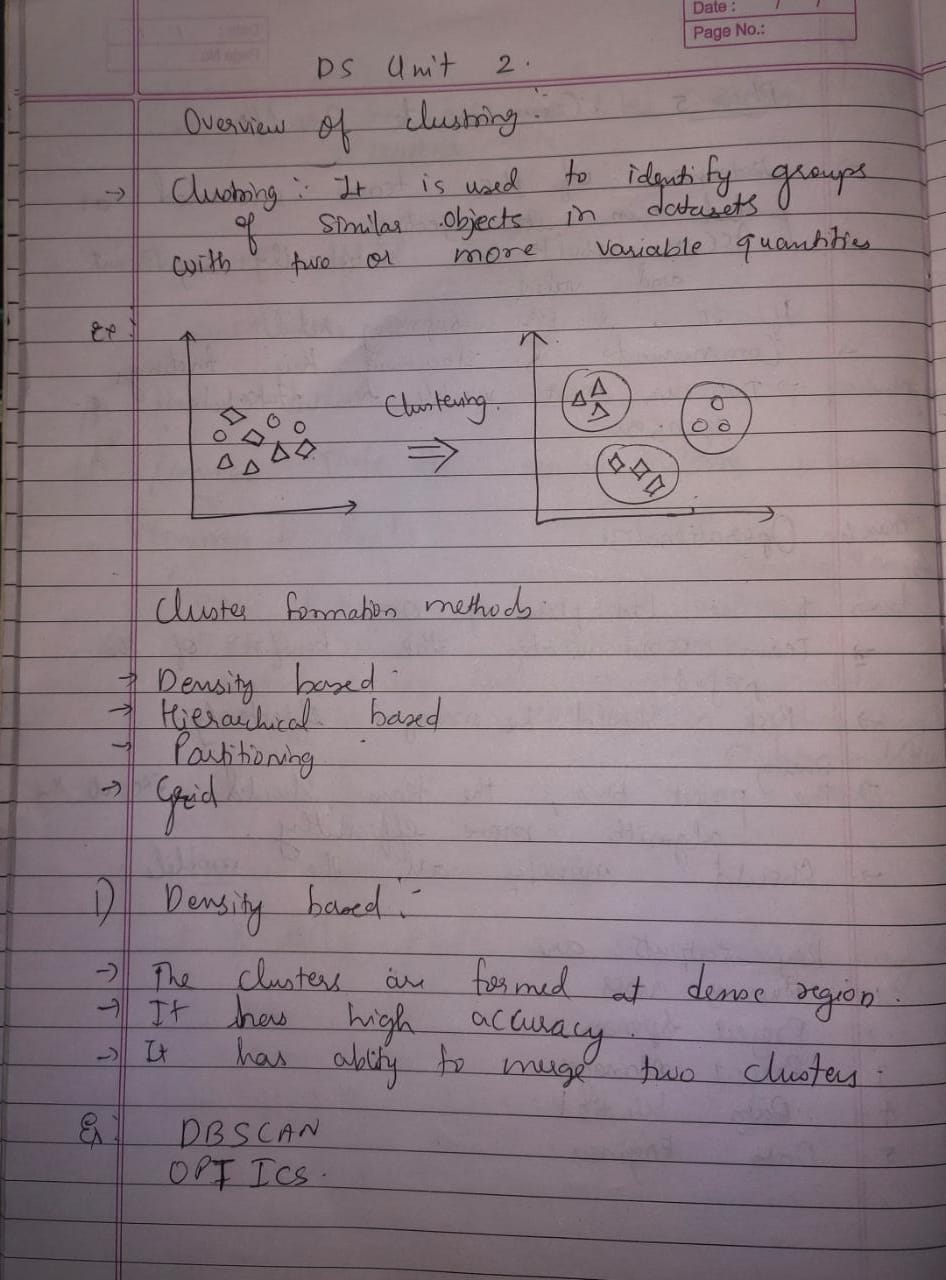 Date : / /
Page No.:
DS Unit 2.
Overview of clustring :-
→ Clustring :- It is used to identify groups
of similar objects in datasets
with two or more variable quantities
Ex :
Clustering.
⇒
Cluster formation methods
→ Density based
→ Hierarchical based
→ Partitioning
→ Grid
1) Density based :-
→ The clusters are formed at dense region.
→ It has high accuracy.
→ It has ablity to merge two clusters.
Ex : DBSCAN
OPTICS.